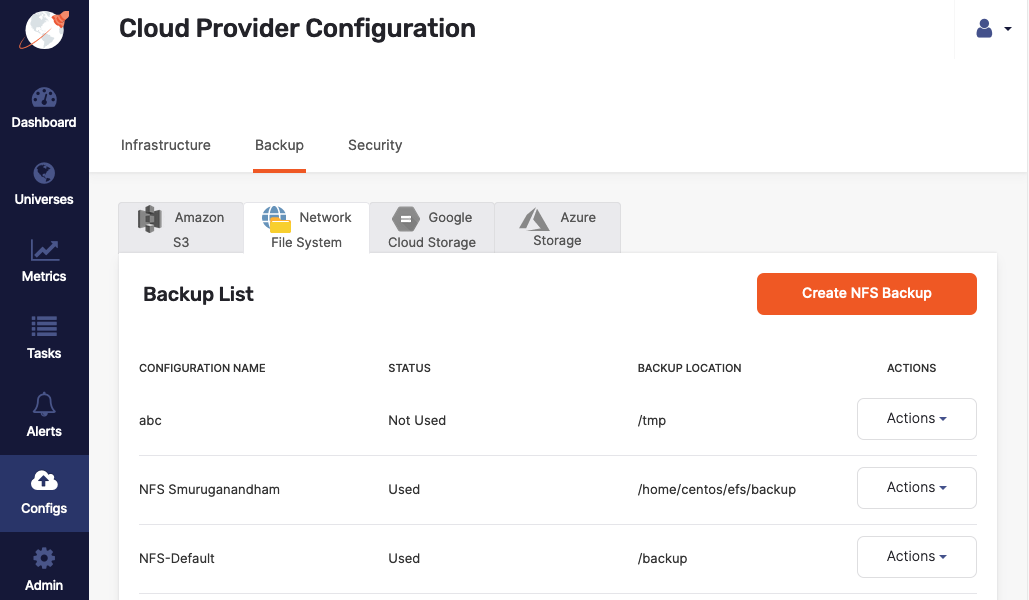 Cloud Provider Configuration
Dashboard
Universes
Metrics
Tasks
Alerts
Configs
Admin
Infrastructure Backup Security
Amazon
S3
Network
File System
Google
Cloud Storage
Azure
Storage
Backup List
Create NFS Backup
CONFIGURATION NAME STATUS BACKUP LOCATION ACTIONS
abc Not Used /tmp Actions
NFS Smuruganandham Used /home/centos/efs/backup Actions
NFS-Default Used /backup Actions